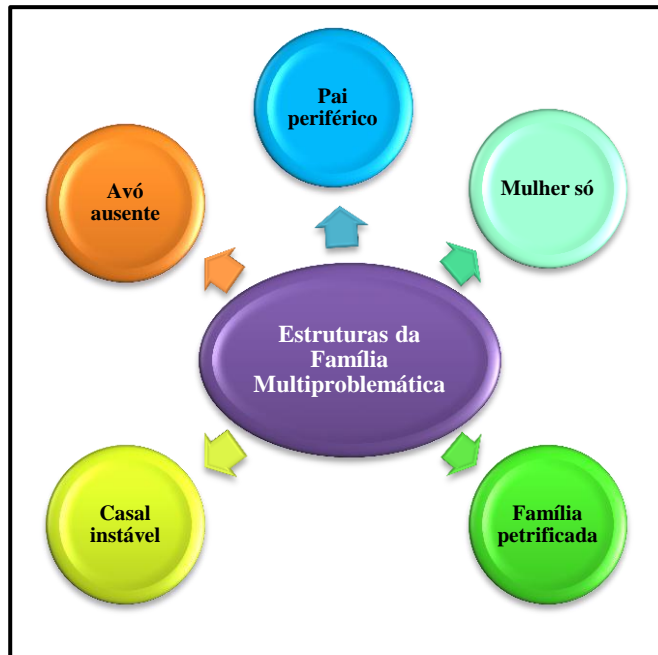 Pai
periférico
Avó
ausente
Mulher só
Estruturas da
Família
Multiproblemática
Casal
instável
Família
petrificada